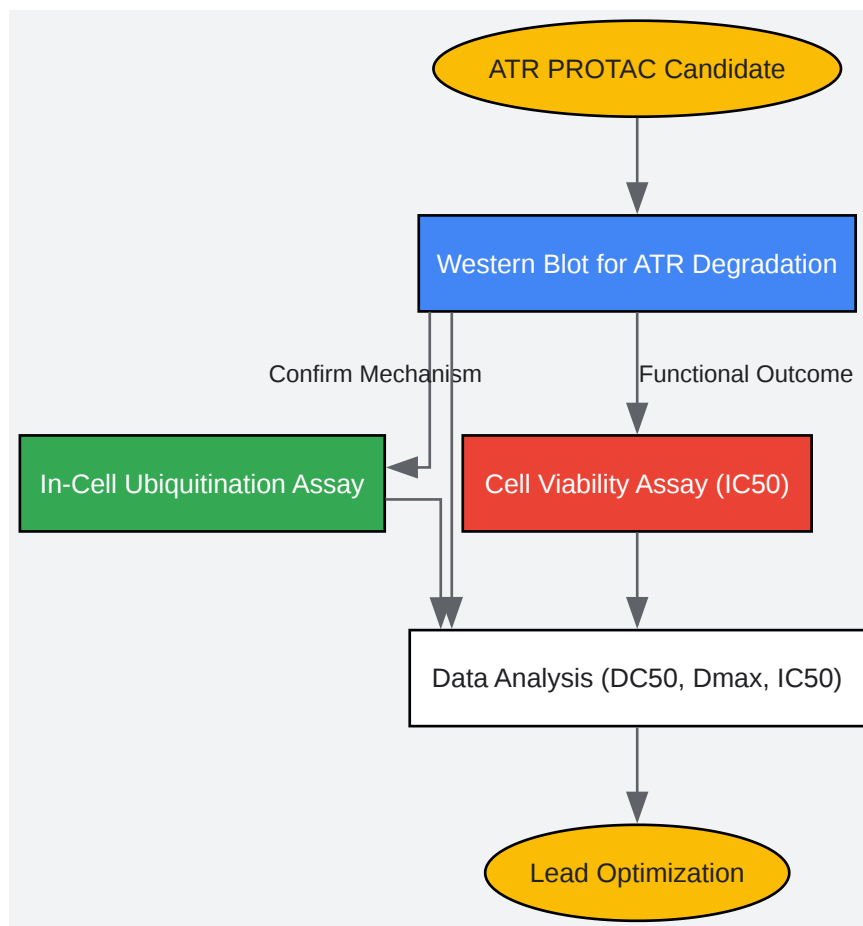 ATR PROTAC Candidate
Western Blot for ATR Degradation
Confirm Mechanism
Functional Outcome
In-Cell Ubiquitination Assay
Cell Viability Assay (IC50)
Data Analysis (DC50, Dmax, IC50)
Lead Optimization